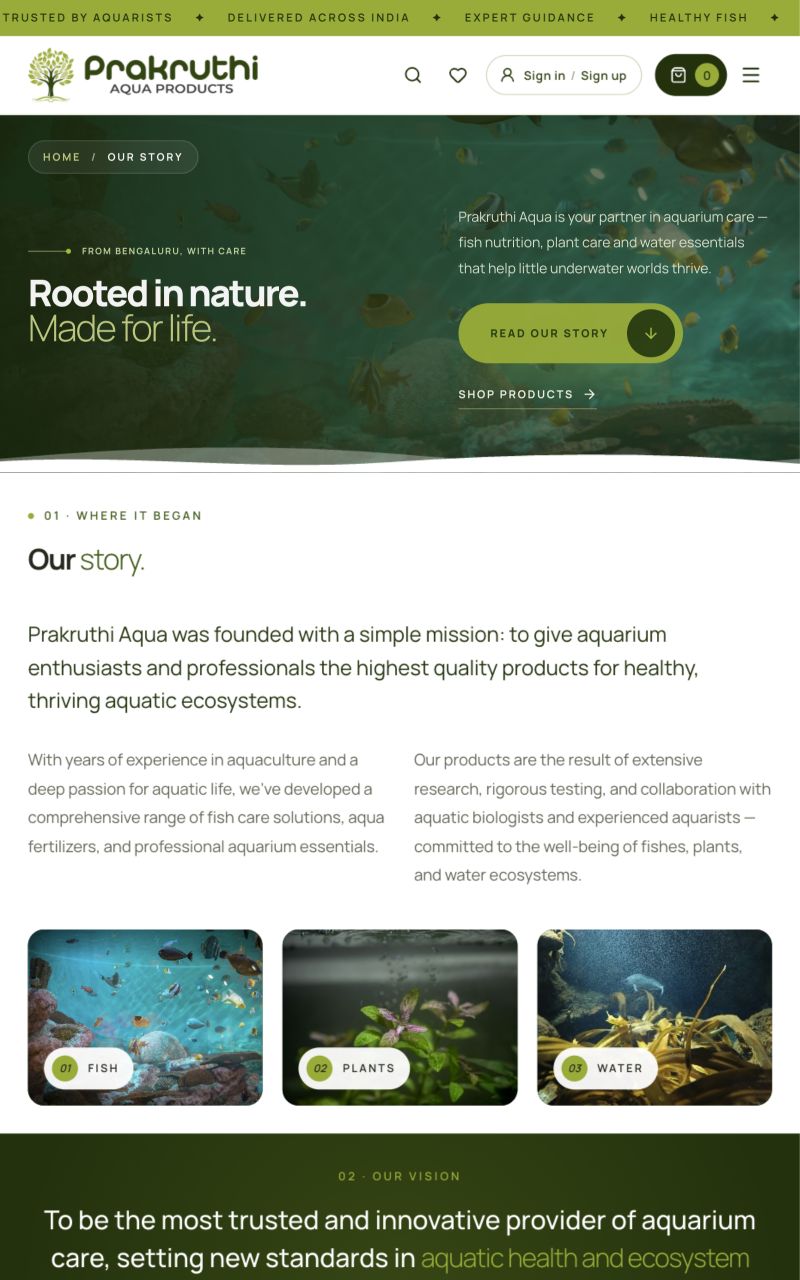 TRUSTED BY AQUARISTS ✦ DELIVERED ACROSS INDIA ✦ EXPERT GUIDANCE ✦ HEALTHY FISH ✦
Prakruthi
AQUA PRODUCTS
Sign in / Sign up
0
HOME / OUR STORY
FROM BENGALURU, WITH CARE
Rooted in nature.
Made for life.
Prakruthi Aqua is your partner in aquarium care —
fish nutrition, plant care and water essentials
that help little underwater worlds thrive.
READ OUR STORY
SHOP PRODUCTS
01 · WHERE IT BEGAN
Our story.
Prakruthi Aqua was founded with a simple mission: to give aquarium
enthusiasts and professionals the highest quality products for healthy,
thriving aquatic ecosystems.
With years of experience in aquaculture and a
deep passion for aquatic life, we've developed a
comprehensive range of fish care solutions, aqua
fertilizers, and professional aquarium essentials.
Our products are the result of extensive
research, rigorous testing, and collaboration with
aquatic biologists and experienced aquarists —
committed to the well-being of fishes, plants,
and water ecosystems.
01 FISH
02 PLANTS
03 WATER
02 · OUR VISION
To be the most trusted and innovative provider of aquarium
care, setting new standards in aquatic health and ecosystem